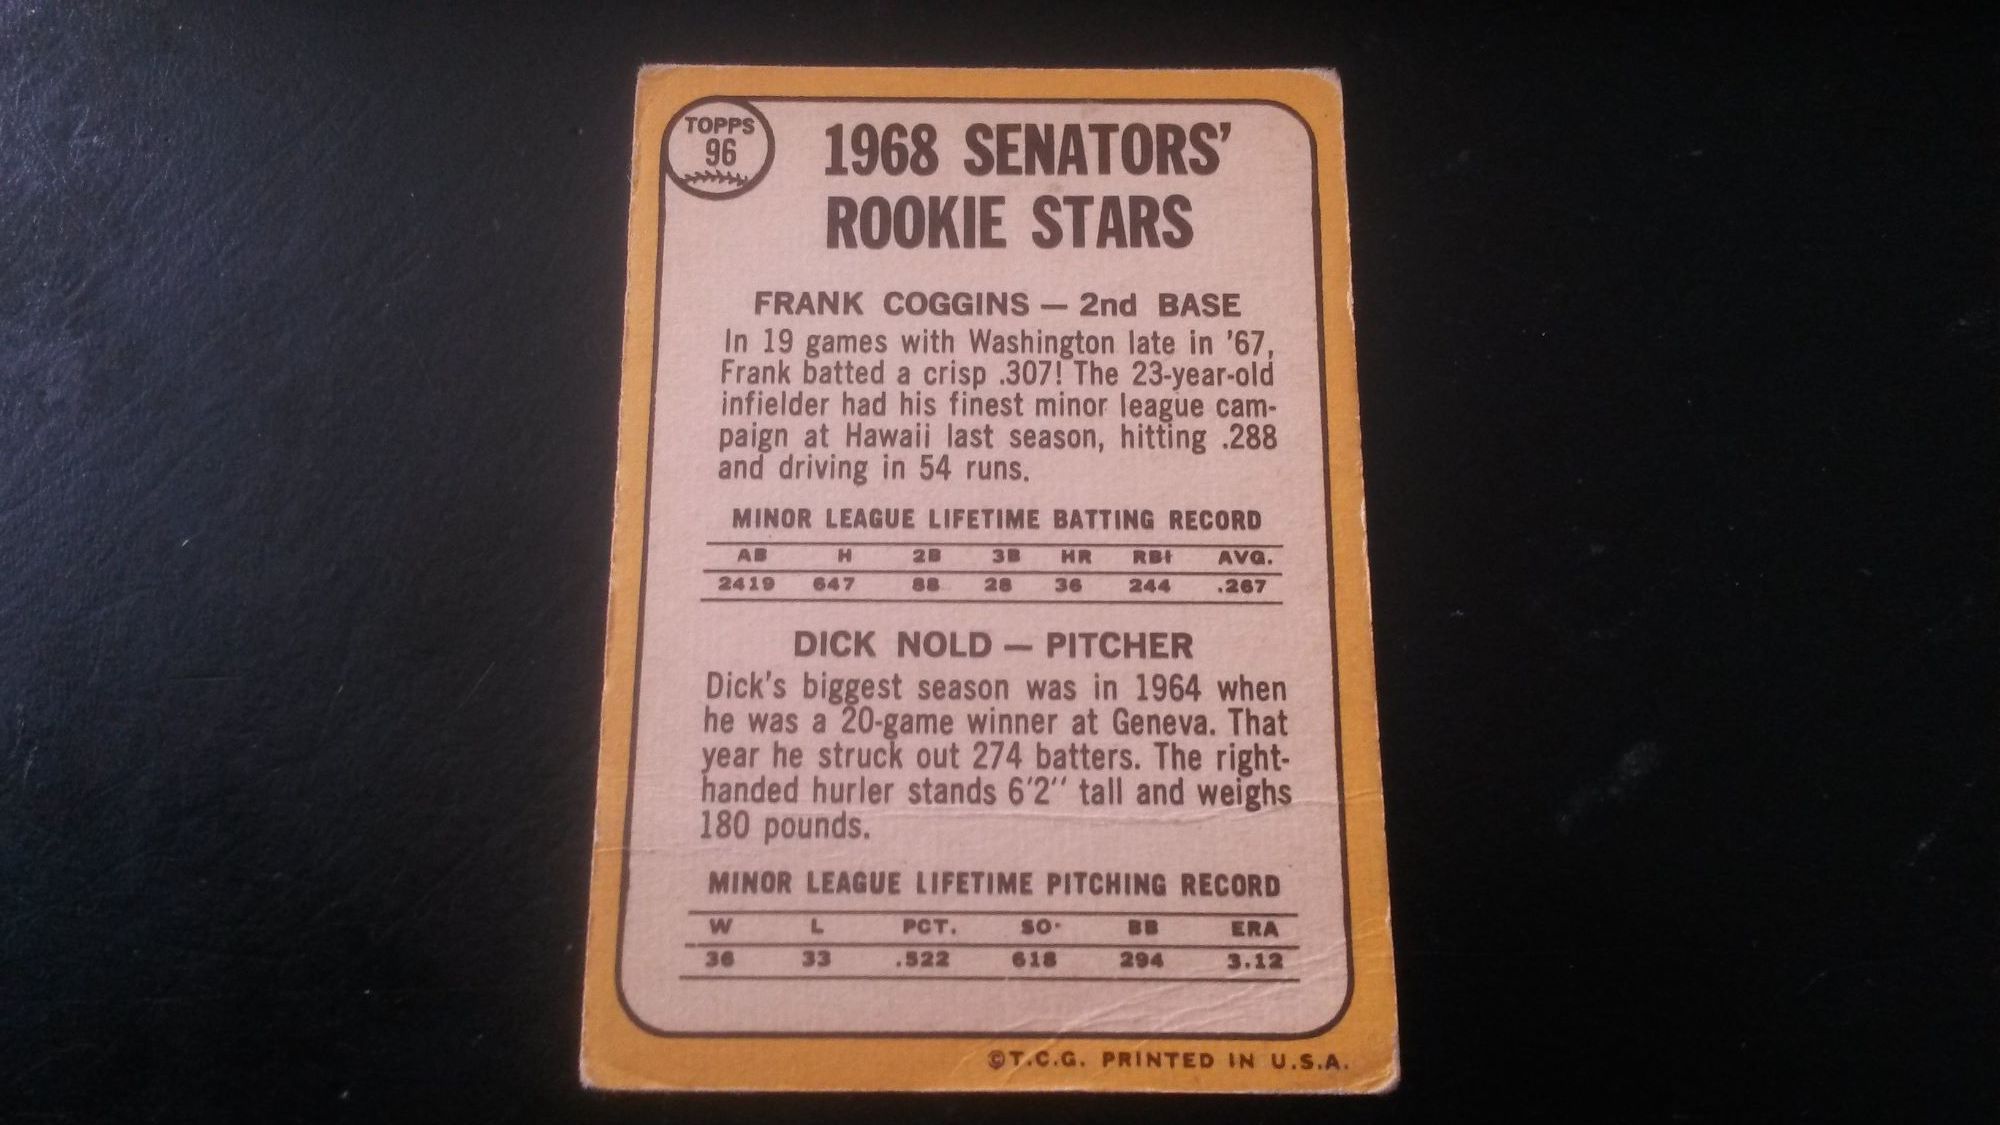 TOPPS
96
1968 SENATORS'
ROOKIE STARS
FRANK COGGINS — 2nd BASE
In 19 games with Washington late in '67,
Frank batted a crisp .307! The 23-year-old
infielder had his finest minor league cam-
paign at Hawaii last season, hitting .288
and driving in 54 runs.
MINOR LEAGUE LIFETIME BATTING RECORD
AB H 2B 3B HR RBI AVG.
2419 647 88 28 36 244 .267
DICK NOLD — PITCHER
Dick's biggest season was in 1964 when
he was a 20-game winner at Geneva. That
year he struck out 274 batters. The right-
handed hurler stands 6'2" tall and weighs
180 pounds.
MINOR LEAGUE LIFETIME PITCHING RECORD
W L PCT. SO BB ERA
36 33 .522 618 294 3.12
©T.C.G. PRINTED IN U.S.A.